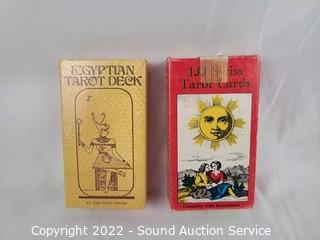 EGYPTIAN
TAROT DECK
1JJ Swiss
Tarot Cards
Complete with Instructions
Copyright 2022 - Sound Auction Service